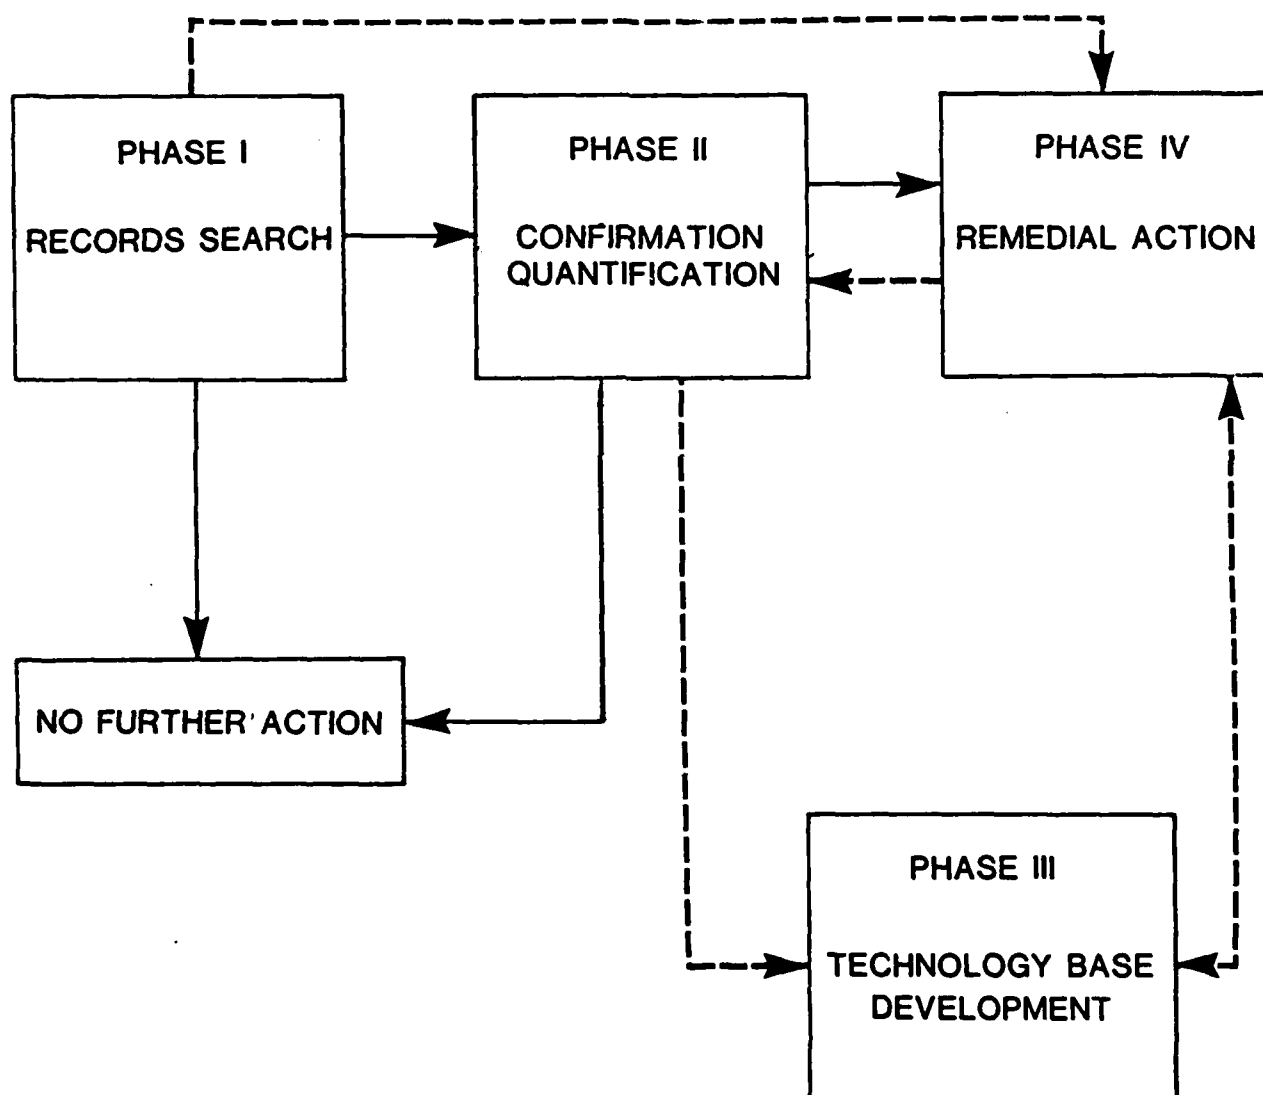 PHASE I
RECORDS SEARCH
PHASE II
CONFIRMATION
QUANTIFICATION
PHASE IV
REMEDIAL ACTION
NO FURTHER ACTION
PHASE III
TECHNOLOGY BASE
DEVELOPMENT